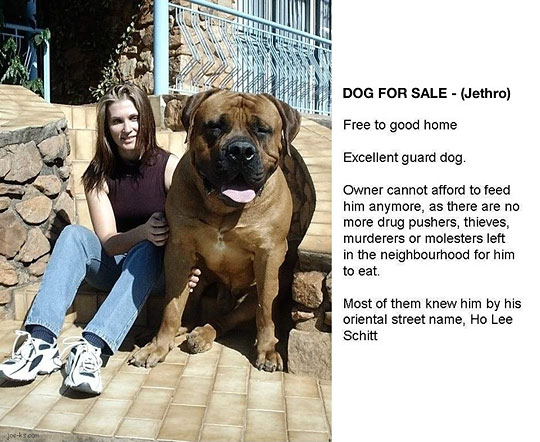 DOG FOR SALE - (Jethro)
Free to good home
Excellent guard dog.
Owner cannot afford to feed
him anymore, as there are no
more drug pushers, thieves,
murderers or molesters left
in the neighbourhood for him
to eat.
Most of them knew him by his
oriental street name, Ho Lee
Schitt
joe-ks.com